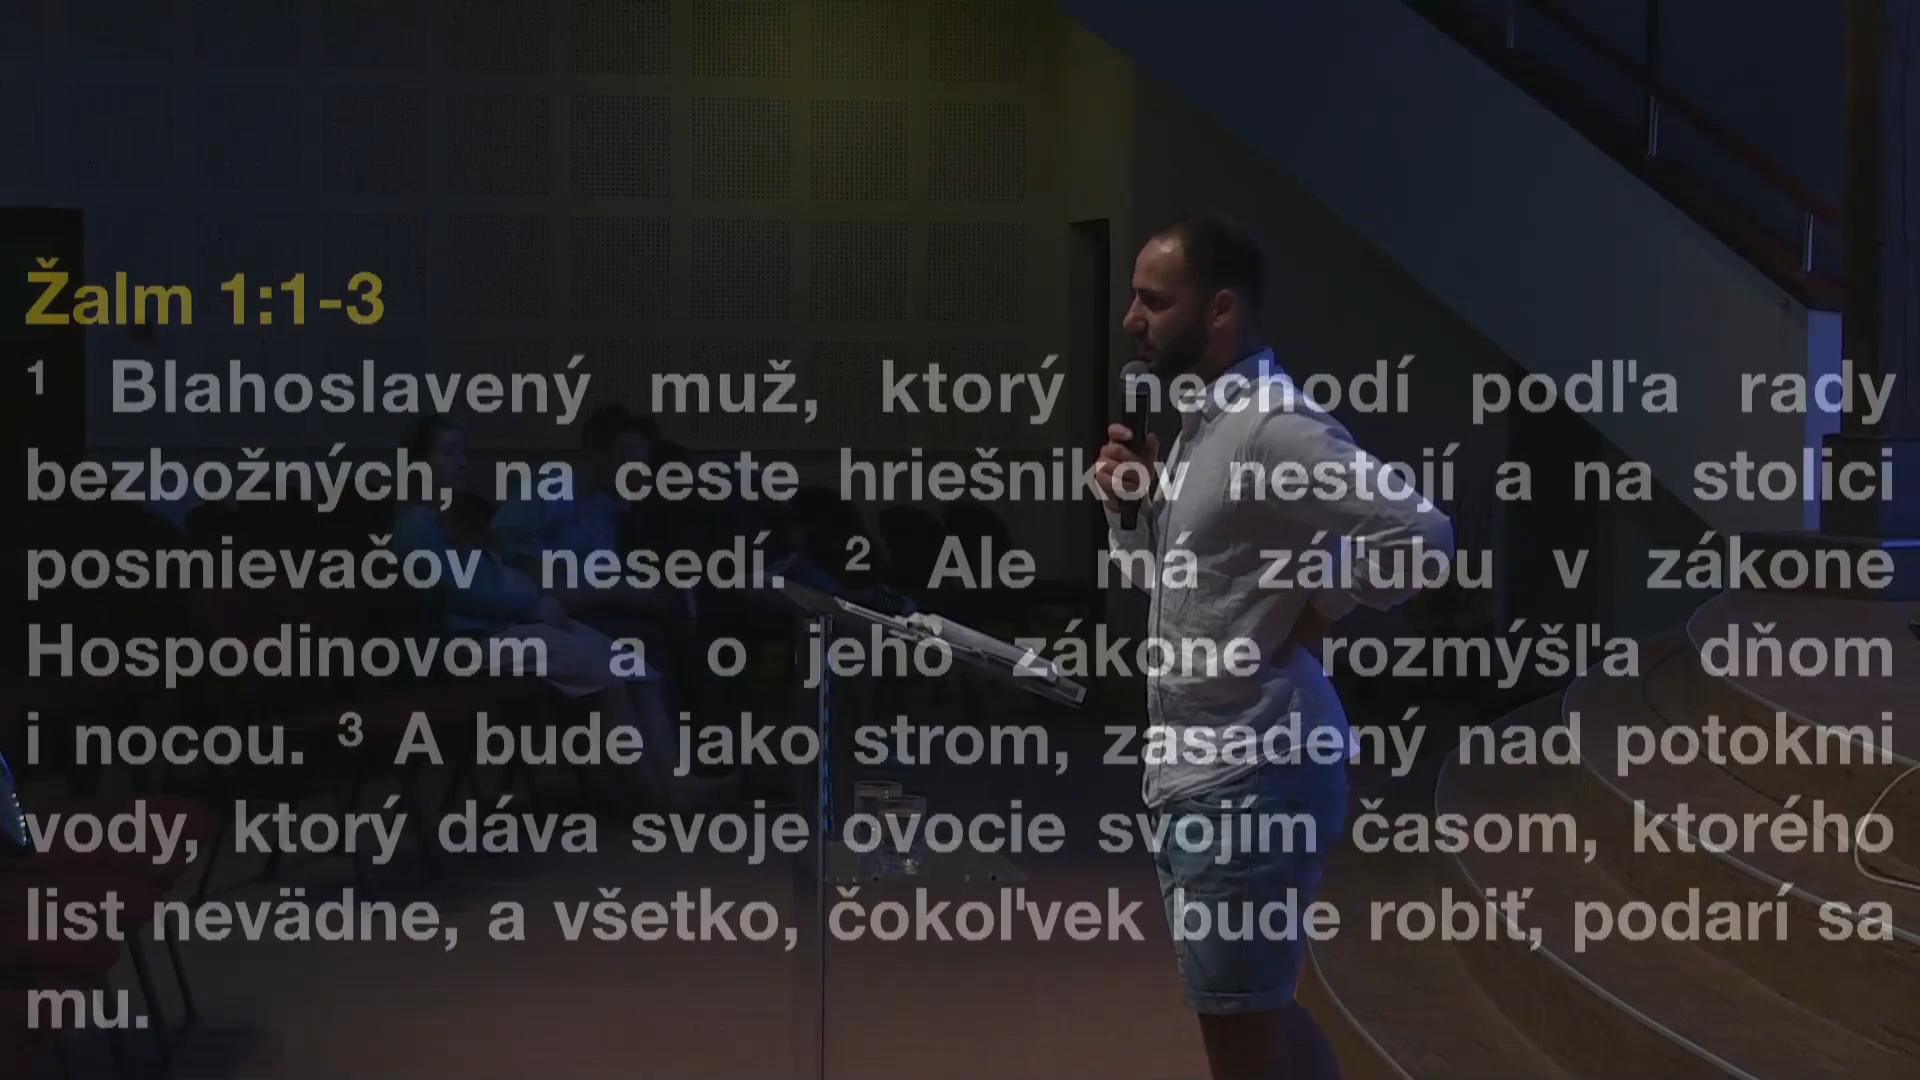 Žalm 1:1-3
¹ Blahoslavený muž, ktorý nechodí podľa rady
bezbožných, na ceste hriešnikov nestojí a na stolici
posmievačov nesedí. ² Ale má záľubu v zákone
Hospodinovom a o jeho zákone rozmýšľa dňom
i nocou. ³ A bude jako strom, zasadený nad potokmi
vody, ktorý dáva svoje ovocie svojím časom, ktorého
list nevädne, a všetko, čokoľvek bude robiť, podarí sa
mu.